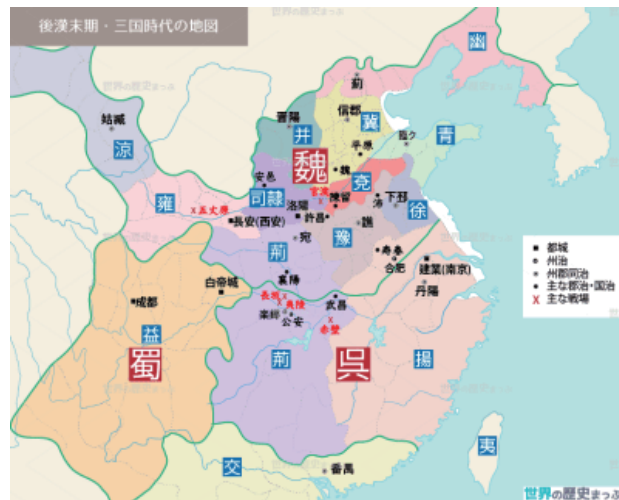 後漢末期・三国時代の地図
幽
薊
信都
冀
晋陽
并
平原
臨ク
青
姑臧
涼
魏
鄴
安邑
兗
官渡
陳留
司隷
洛陽
許昌
下邳
徐
雍
五丈原
長安(西安)
譙
豫
宛
荊
寿春
合肥
建業(南京)
丹陽
襄陽
白帝城
成都
長坂
夷陵
公安
武昌
赤壁
益
蜀
荊
呉
揚
夷
交
番禺
都城
州治
州郡同治
主な郡治・国治
主な戦場
世界の歴史まっぷ
世界の歴史まっぷ